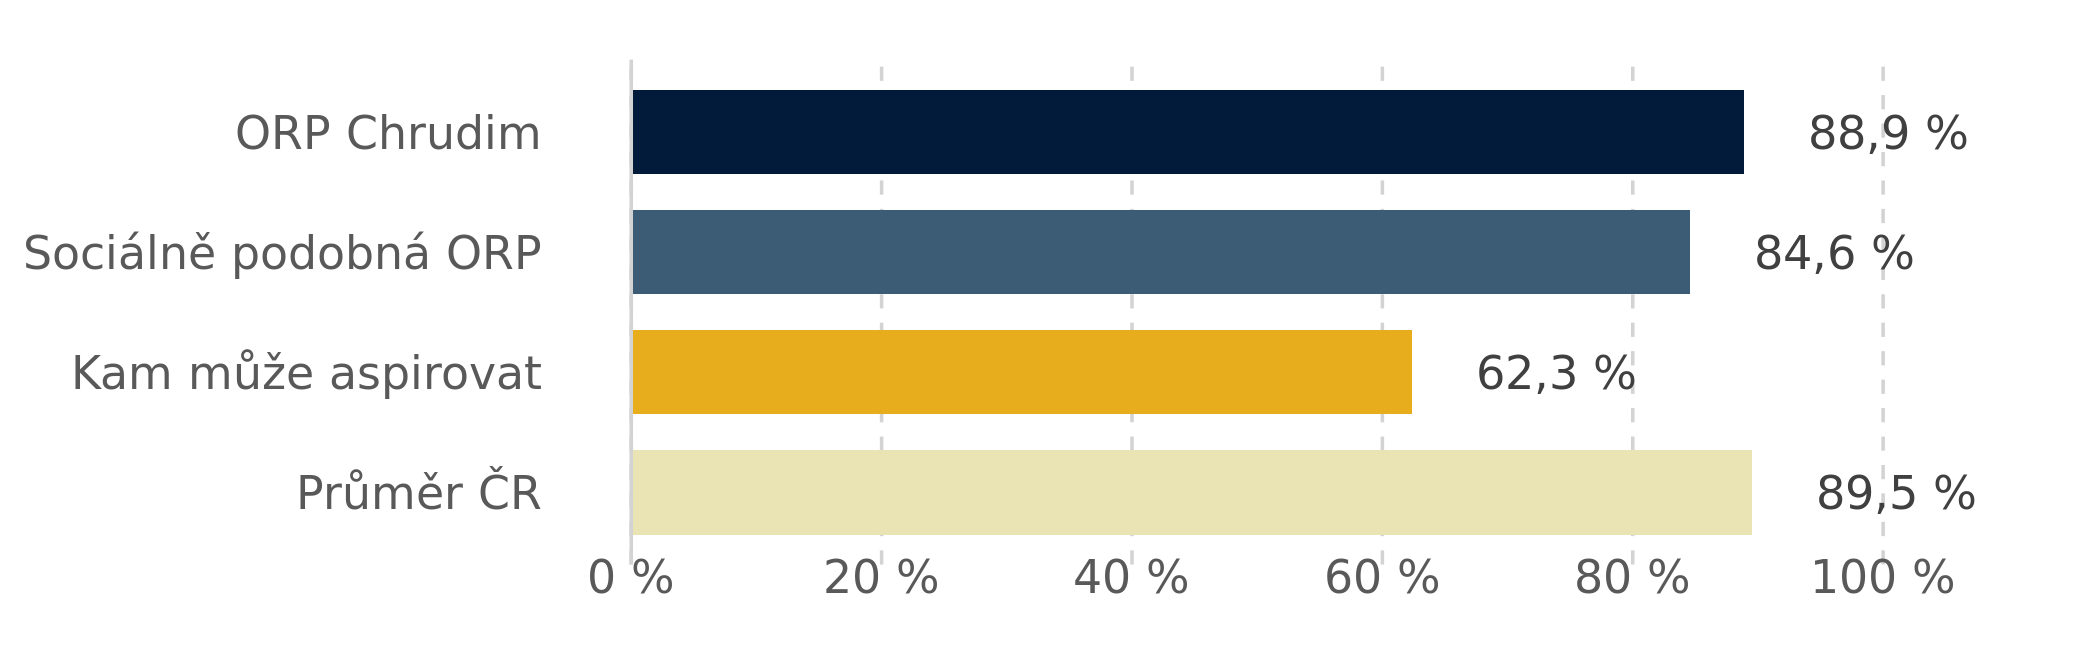 ORP Chrudim 88,9 %
Sociálně podobná ORP 84,6 %
Kam může aspirovat 62,3 %
Průměr ČR 89,5 %
0 % 20 % 40 % 60 % 80 % 100 %